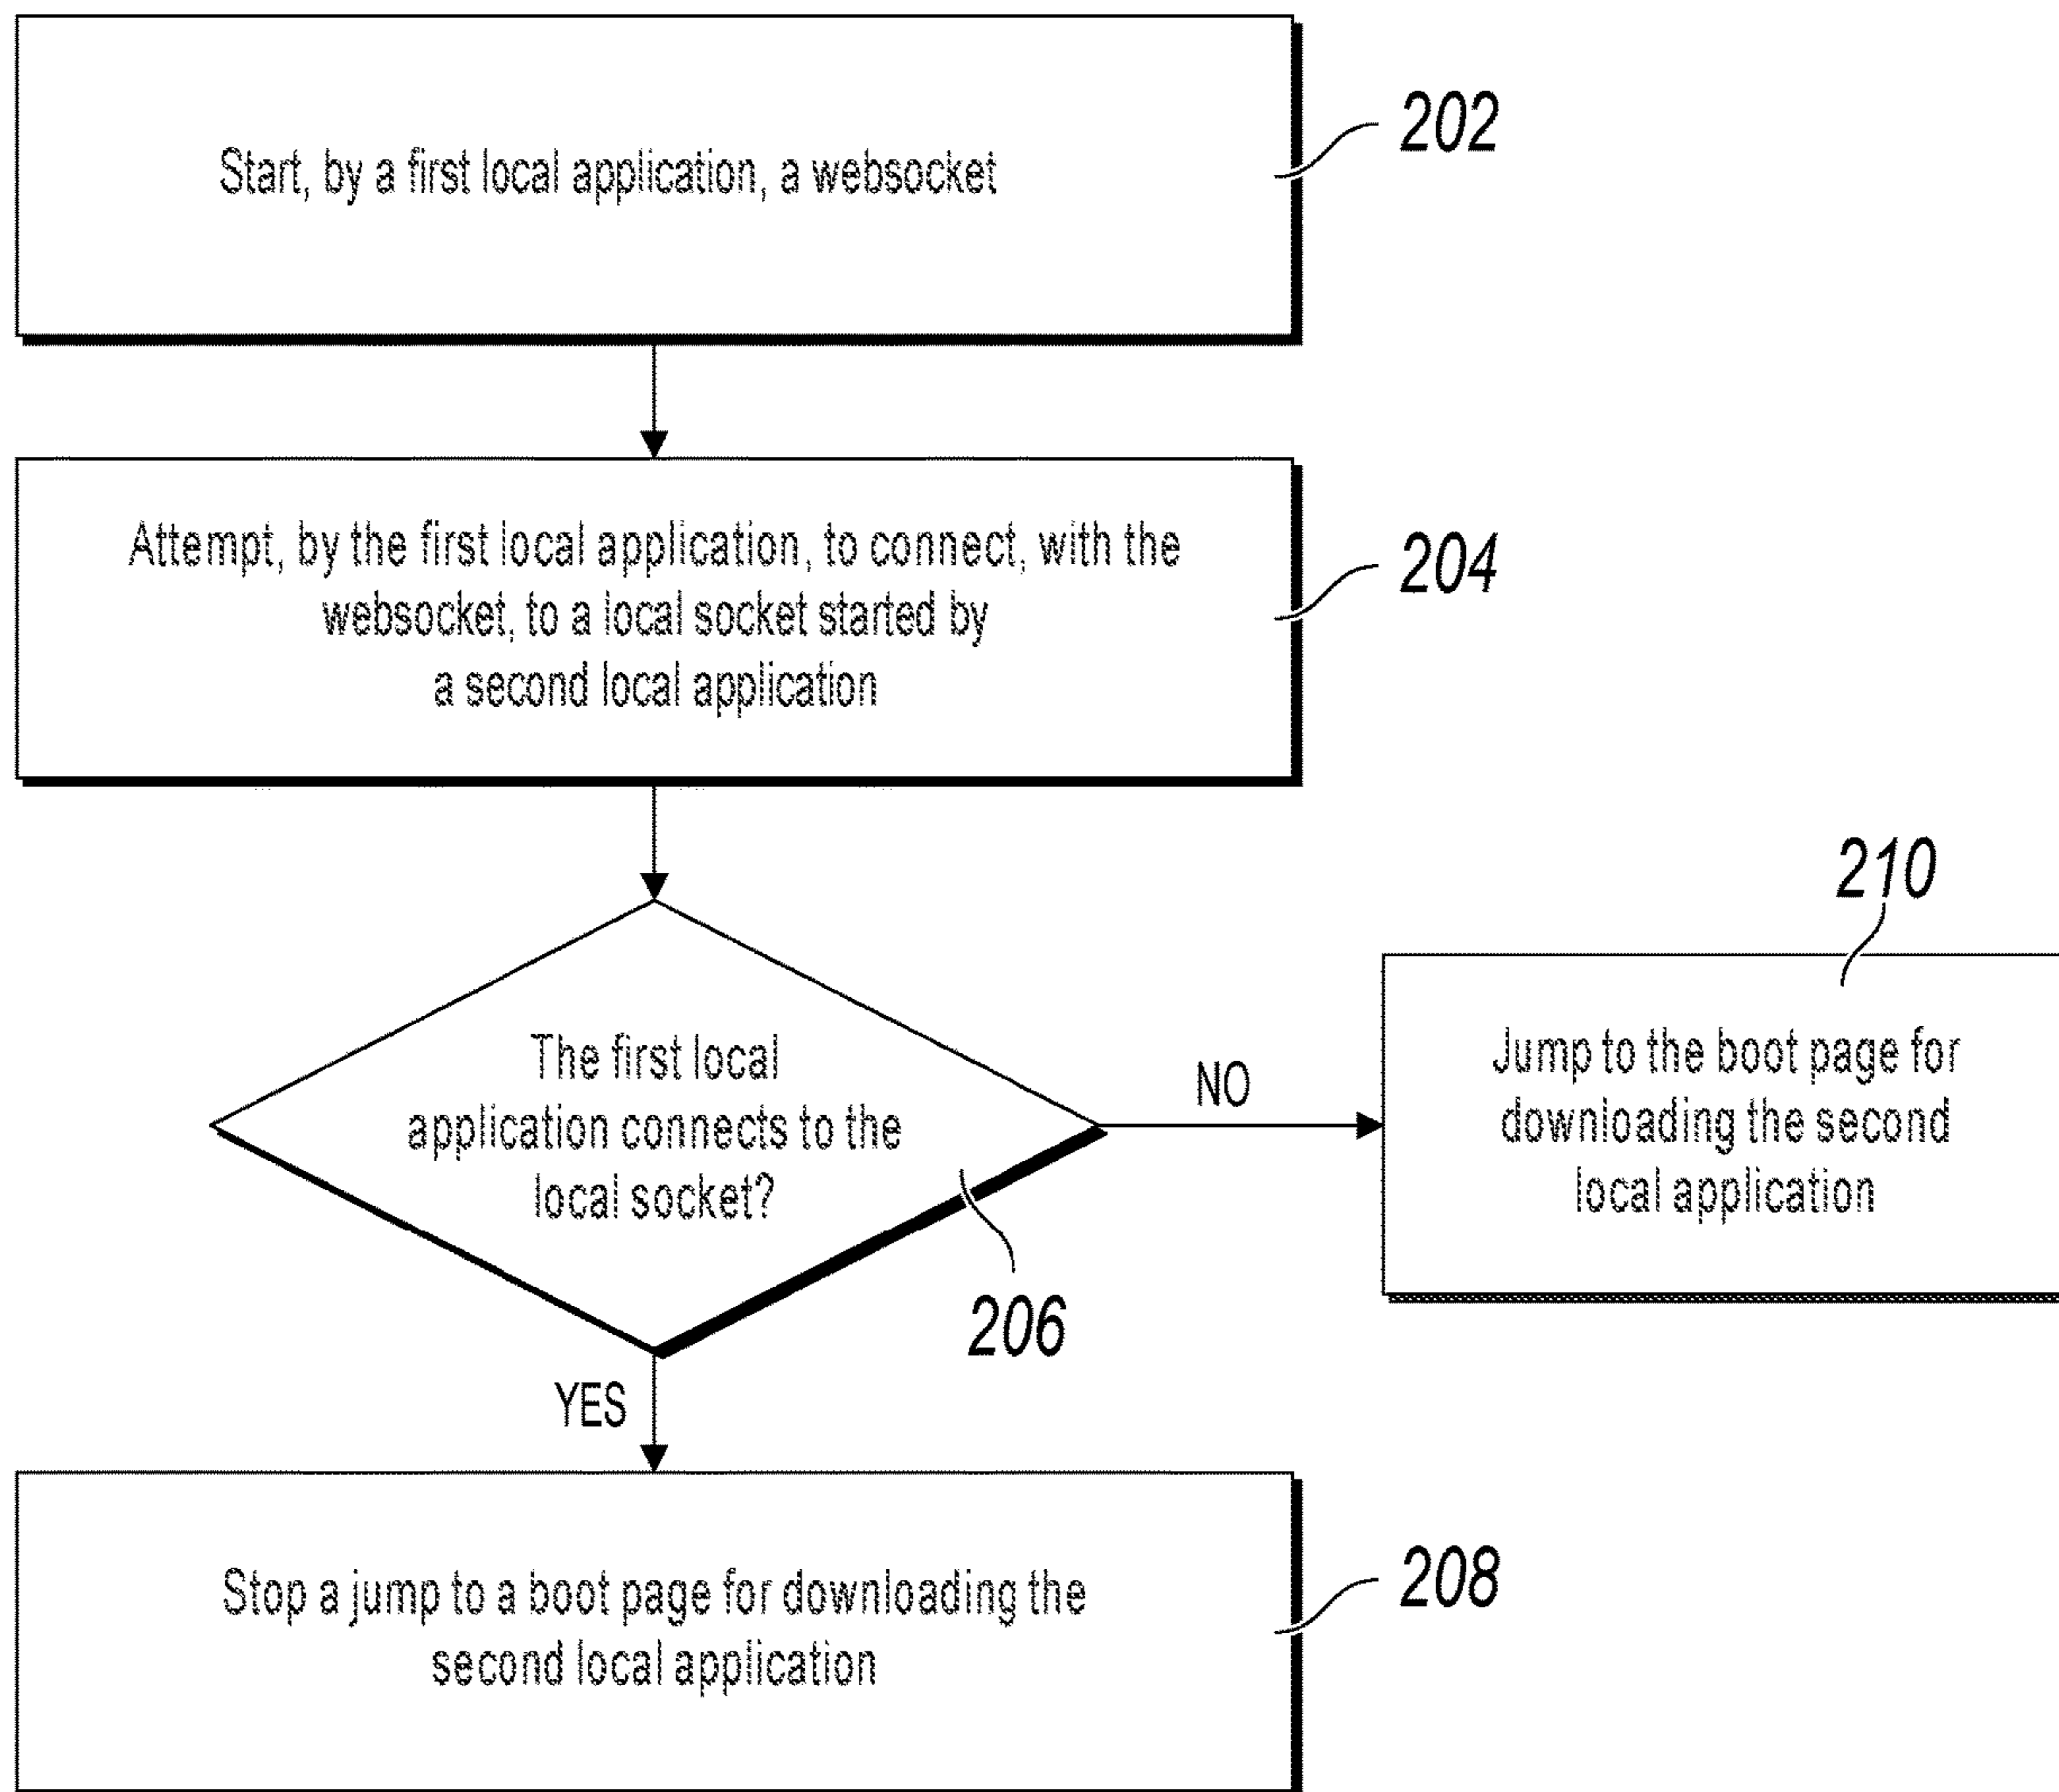 Start, by a first local application, a websocket
202
Attempt, by the first local application, to connect, with the
websocket, to a local socket started by
a second local application
204
The first local
application connects to the
local socket?
206
NO
210
Jump to the boot page for
downloading the second
local application
YES
Stop a jump to a boot page for downloading the
second local application
208